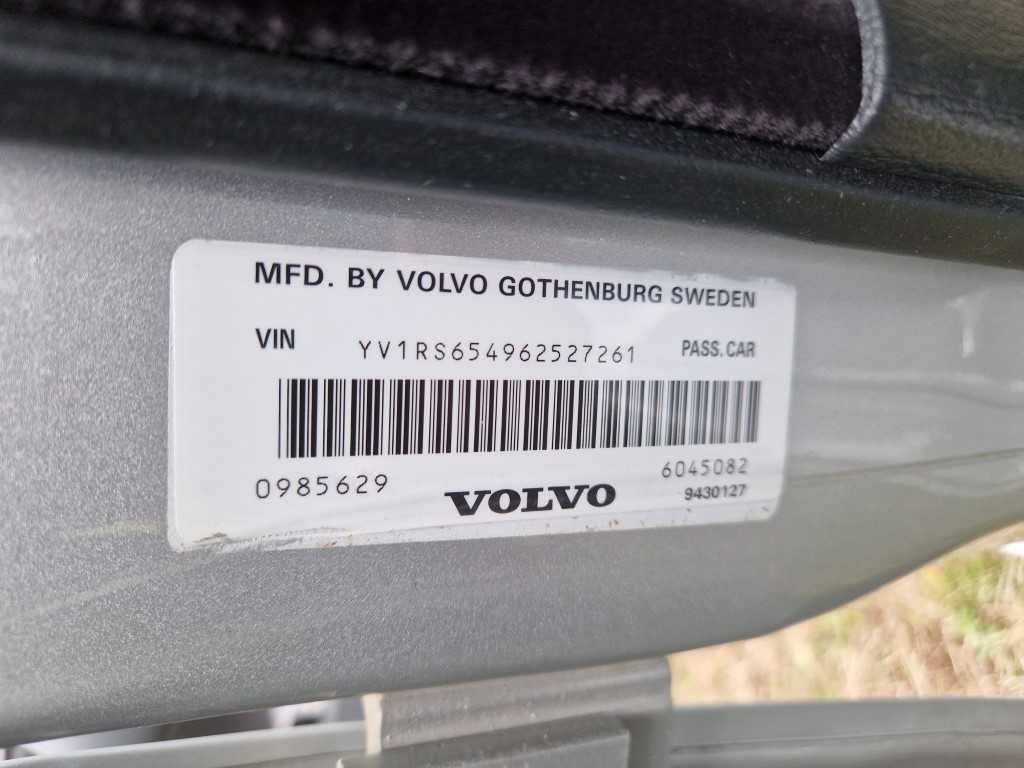 MFD. BY VOLVO GOTHENBURG SWEDEN
VIN YV1RS654962527261 PASS.CAR
0985629 6045082
VOLVO 9430127